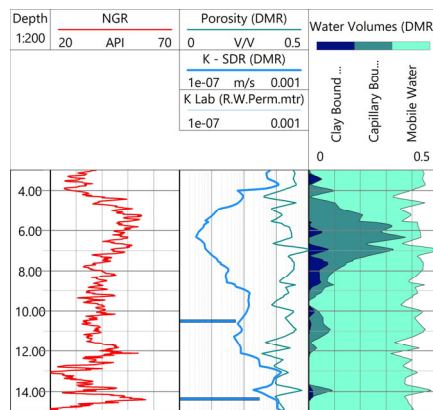 Depth
1:200
NGR
20 API 70
Porosity (DMR)
0 V/V 0.5
K - SDR (DMR)
1e-07 m/s 0.001
K Lab (R.W.Perm.mtr)
1e-07 0.001
Water Volumes (DMR
Clay Bound ...
Capillary Bou ...
Mobile Water
0 0.5
4.00
6.00
8.00
10.00
12.00
14.00